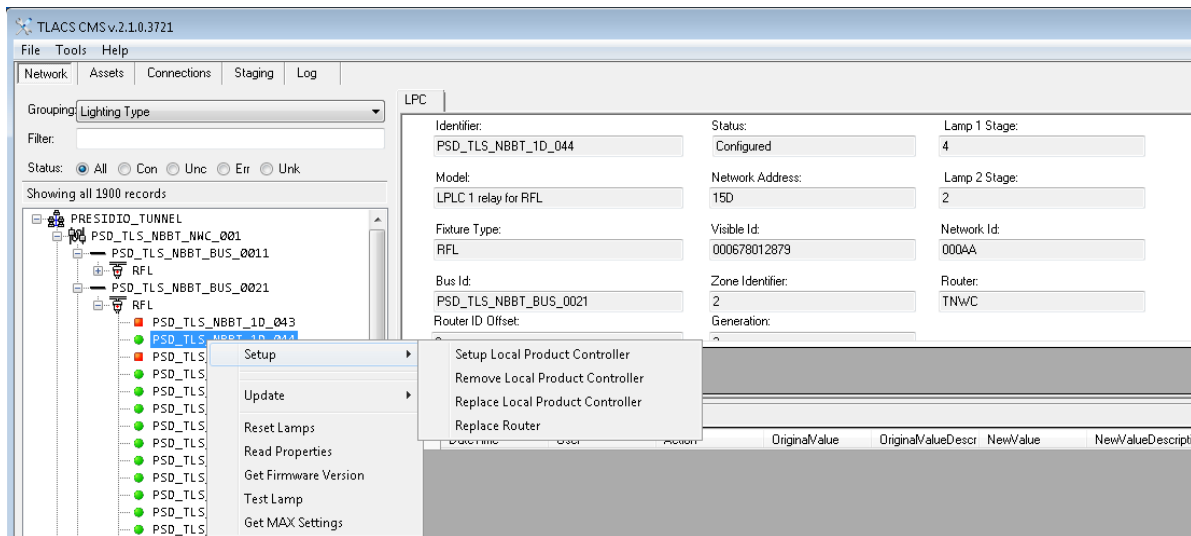 TLACS CMS v.2.1.0.3721
File Tools Help
Network Assets Connections Staging Log
Grouping: Lighting Type
Filter:
Status: All Con Unc Err Unk
Showing all 1900 records
PRESIDIO_TUNNEL
PSD_TLS_NBBT_NWC_001
PSD_TLS_NBBT_BUS_0011
RFL
PSD_TLS_NBBT_BUS_0021
RFL
PSD_TLS_NBBT_1D_043
PSD_TLS_NBBT_1D_044
PSD_TLS
PSD_TLS
PSD_TLS
PSD_TLS
PSD_TLS
PSD_TLS
PSD_TLS
PSD_TLS
PSD_TLS
PSD_TLS
PSD_TLS
Setup
Update
Reset Lamps
Read Properties
Get Firmware Version
Test Lamp
Get MAX Settings
Setup Local Product Controller
Remove Local Product Controller
Replace Local Product Controller
Replace Router
LPC
Identifier: Status: Lamp 1 Stage:
PSD_TLS_NBBT_1D_044 Configured 4
Model: Network Address: Lamp 2 Stage:
LPLC 1 relay for RFL 15D 2
Fixture Type: Visible Id: Network Id:
RFL 000678012879 000AA
Bus Id: Zone Identifier: Router:
PSD_TLS_NBBT_BUS_0021 2 TNWC
Router ID Offset: Generation:
DateTime User Action OriginalValue OriginalValueDescr NewValue NewValueDescripti